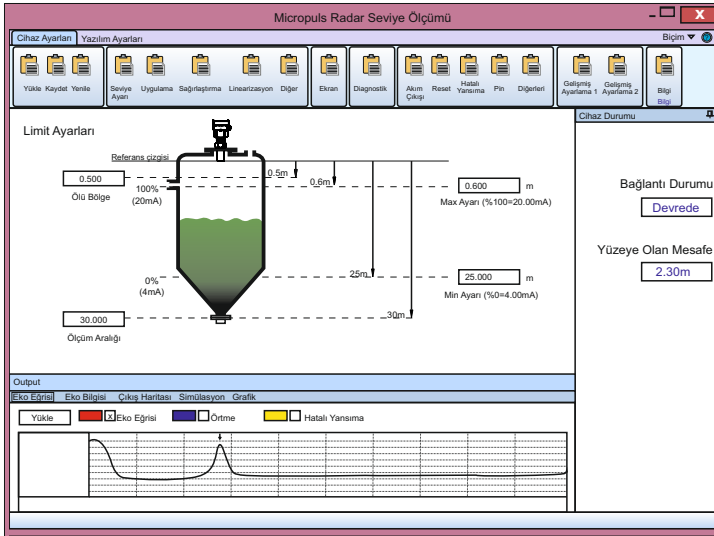 Micropuls Radar Seviye Ölçümü
X
Cihaz Ayarları Yazılım Ayarları
Biçim
Yükle Kaydet Yenile
Seviye Ayarı
Uygulama
Sağırlaştırma
Linearizasyon
Diğer
Ekran
Diagnostik
Akım Çıkışı
Reset
Hatalı Yansıma
Pin
Diğerleri
Gelişmiş Ayarlama 1
Gelişmiş Ayarlama 2
Bilgi
Bilgi
Cihaz Durumu
Limit Ayarları
Referans çizgisi
0.500
Ölü Bölge
100%
(20mA)
0.5m
0.6m
0.600 m
Max Ayarı (%100=20.00mA)
Bağlantı Durumu
Devrede
Yüzeye Olan Mesafe
2.30m
0%
(4mA)
25m
25.000 m
Min Ayarı (%0=4.00mA)
30.000
Ölçüm Aralığı
30m
Output
Eko Eğrisi Eko Bilgisi Çıkış Haritası Simülasyon Grafik
Yükle
X Eko Eğrisi
Örtme
Hatalı Yansıma